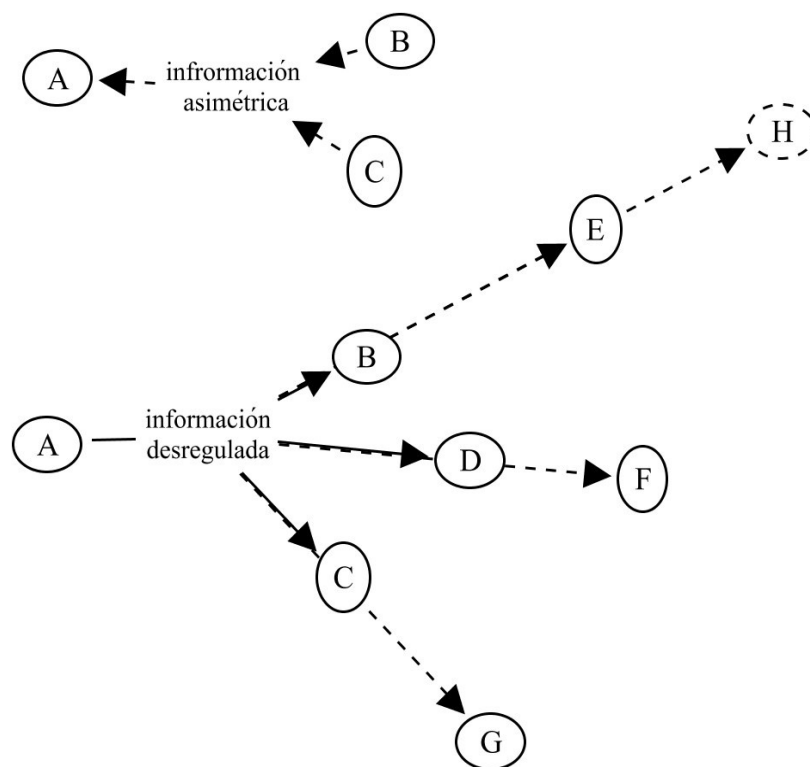 B
A
infrormación
asimétrica
H
C
E
B
información
A
desregulada
D
F
C
G